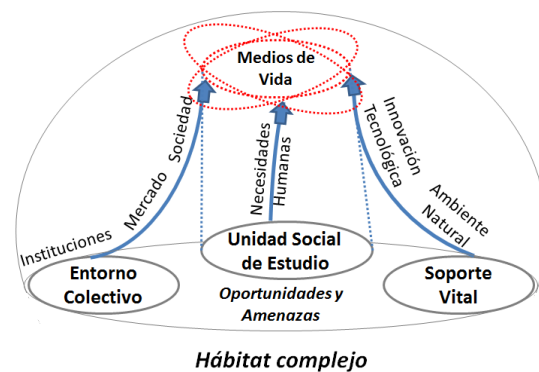 Medios de
Vida
Instituciones
Mercado
Sociedad
Necesidades
Humanas
Innovación
Tecnológica
Ambiente
Natural
Entorno
Colectivo
Unidad Social
de Estudio
Soporte
Vital
Oportunidades y
Amenazas
Hábitat complejo